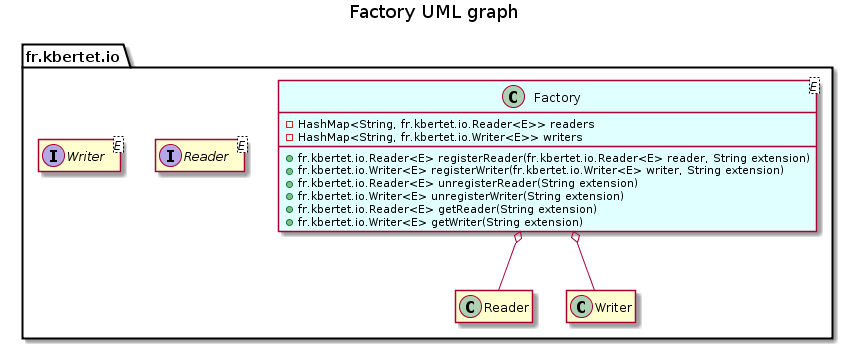 Factory UML graph
fr.kbertet.io
C Factory E
HashMap<String, fr.kbertet.io.Reader<E>> readers
HashMap<String, fr.kbertet.io.Writer<E>> writers
I Writer E
I Reader E
fr.kbertet.io.Reader<E> registerReader(fr.kbertet.io.Reader<E> reader, String extension)
fr.kbertet.io.Writer<E> registerWriter(fr.kbertet.io.Writer<E> writer, String extension)
fr.kbertet.io.Reader<E> unregisterReader(String extension)
fr.kbertet.io.Writer<E> unregisterWriter(String extension)
fr.kbertet.io.Reader<E> getReader(String extension)
fr.kbertet.io.Writer<E> getWriter(String extension)
C Reader
C Writer